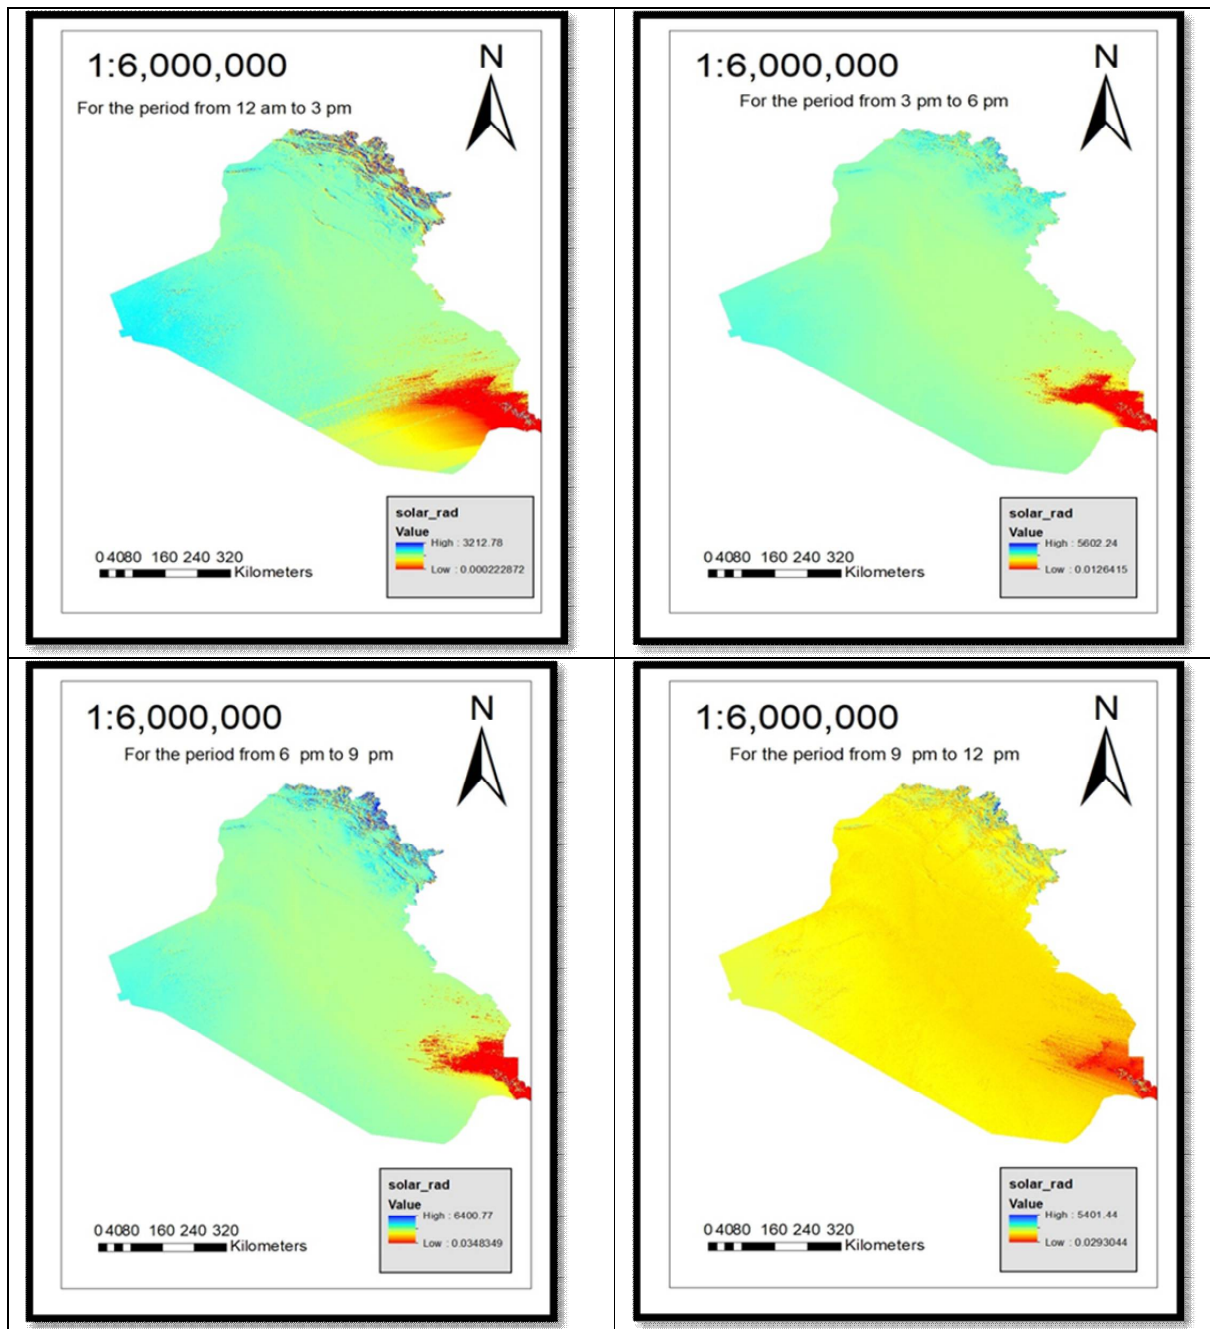 1:6,000,000
N
For the period from 12 am to 3 pm
solar_rad
Value
High : 3212.78
Low : 0.000222872
0 4080 160 240 320
Kilometers
1:6,000,000
N
For the period from 3 pm to 6 pm
solar_rad
Value
High : 5602.24
Low : 0.0126415
0 4080 160 240 320
Kilometers
1:6,000,000
N
For the period from 6 pm to 9 pm
solar_rad
Value
High : 6400.77
Low : 0.0348349
0 4080 160 240 320
Kilometers
1:6,000,000
N
For the period from 9 pm to 12 pm
solar_rad
Value
High : 5401.44
Low : 0.0293044
0 4080 160 240 320
Kilometers